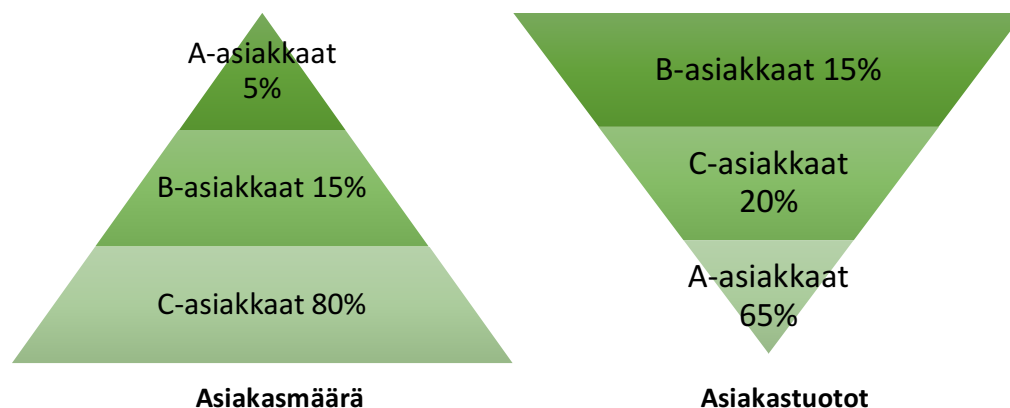 A-asiakkaat
5%
B-asiakkaat 15%
C-asiakkaat 80%
Asiakasmäärä
B-asiakkaat 15%
C-asiakkaat
20%
A-asiakkaat
65%
Asiakastuotot